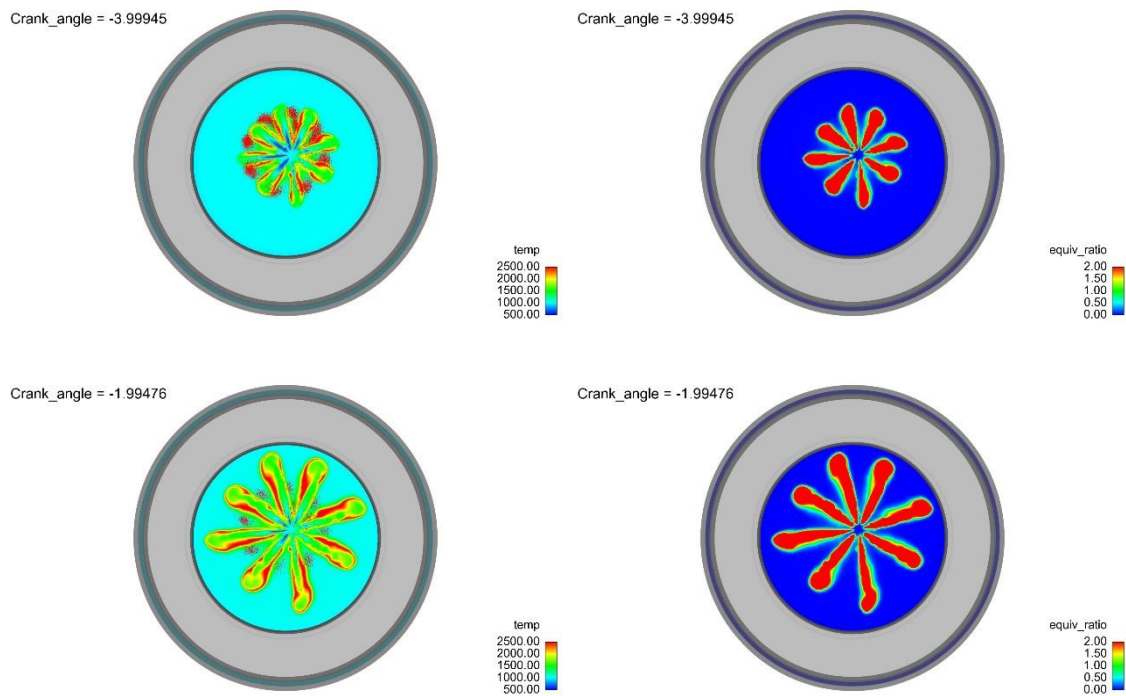 Crank_angle = -3.99945
Crank_angle = -3.99945
temp
2500.00
2000.00
1500.00
1000.00
500.00
equiv_ratio
2.00
1.50
1.00
0.50
0.00
Crank_angle = -1.99476
Crank_angle = -1.99476
temp
2500.00
2000.00
1500.00
1000.00
500.00
equiv_ratio
2.00
1.50
1.00
0.50
0.00